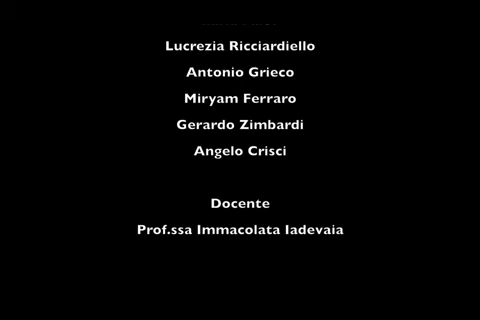 Lucrezia Ricciardiello
Antonio Grieco
Miryam Ferraro
Gerardo Zimbardi
Angelo Crisci
Docente
Prof.ssa Immacolata Iadevaia